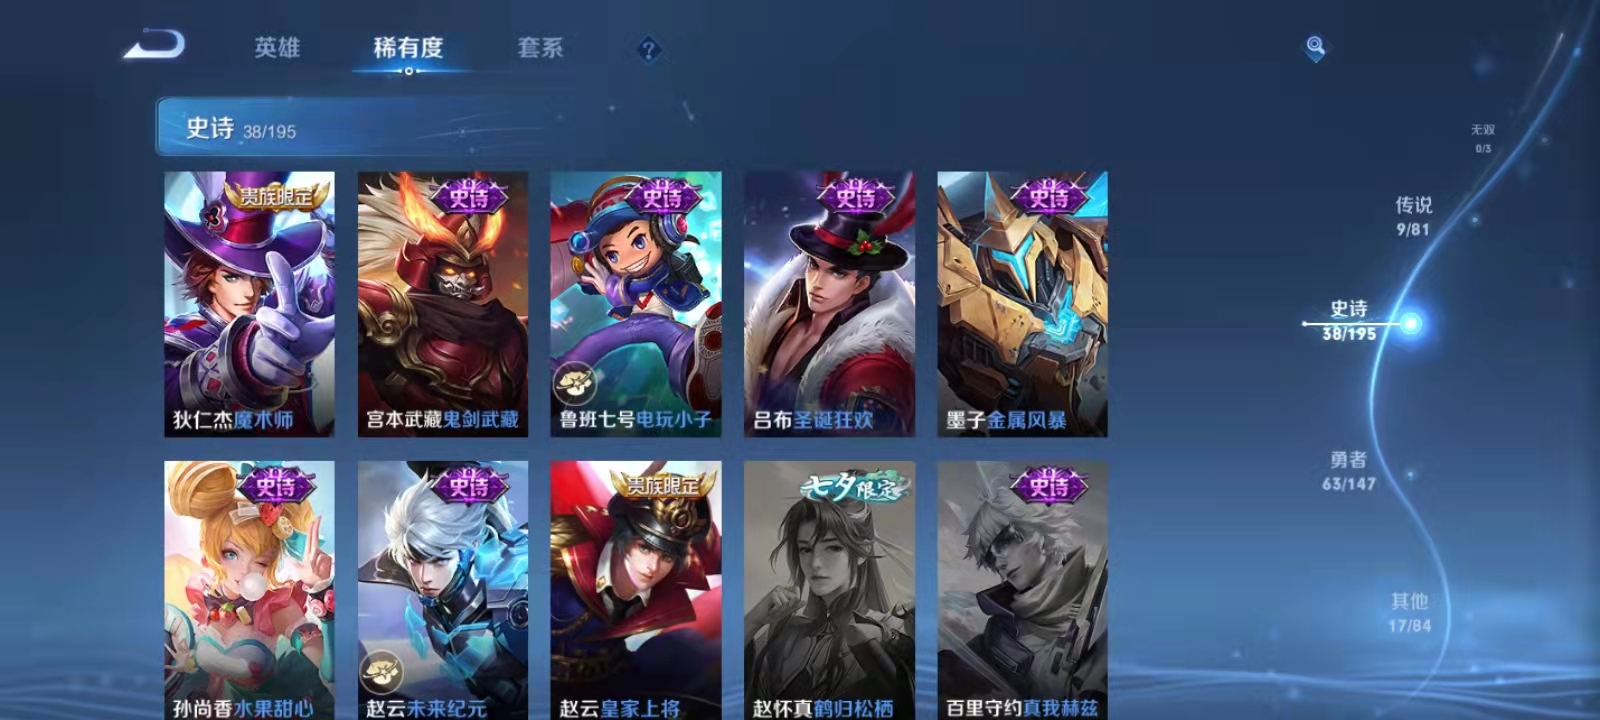 英雄
稀有度
套系
?
史诗 38/195
贵族限定
史诗
史诗
史诗
史诗
狄仁杰魔术师
宫本武藏鬼剑武藏
鲁班七号电玩小子
吕布圣诞狂欢
墨子金属风暴
史诗
史诗
贵族限定
七夕限定
史诗
孙尚香水果甜心
赵云未来纪元
赵云皇家上将
赵怀真鹤归松栖
百里守约真我赫兹
无双
0/3
传说
9/81
史诗
38/195
勇者
63/147
其他
17/84